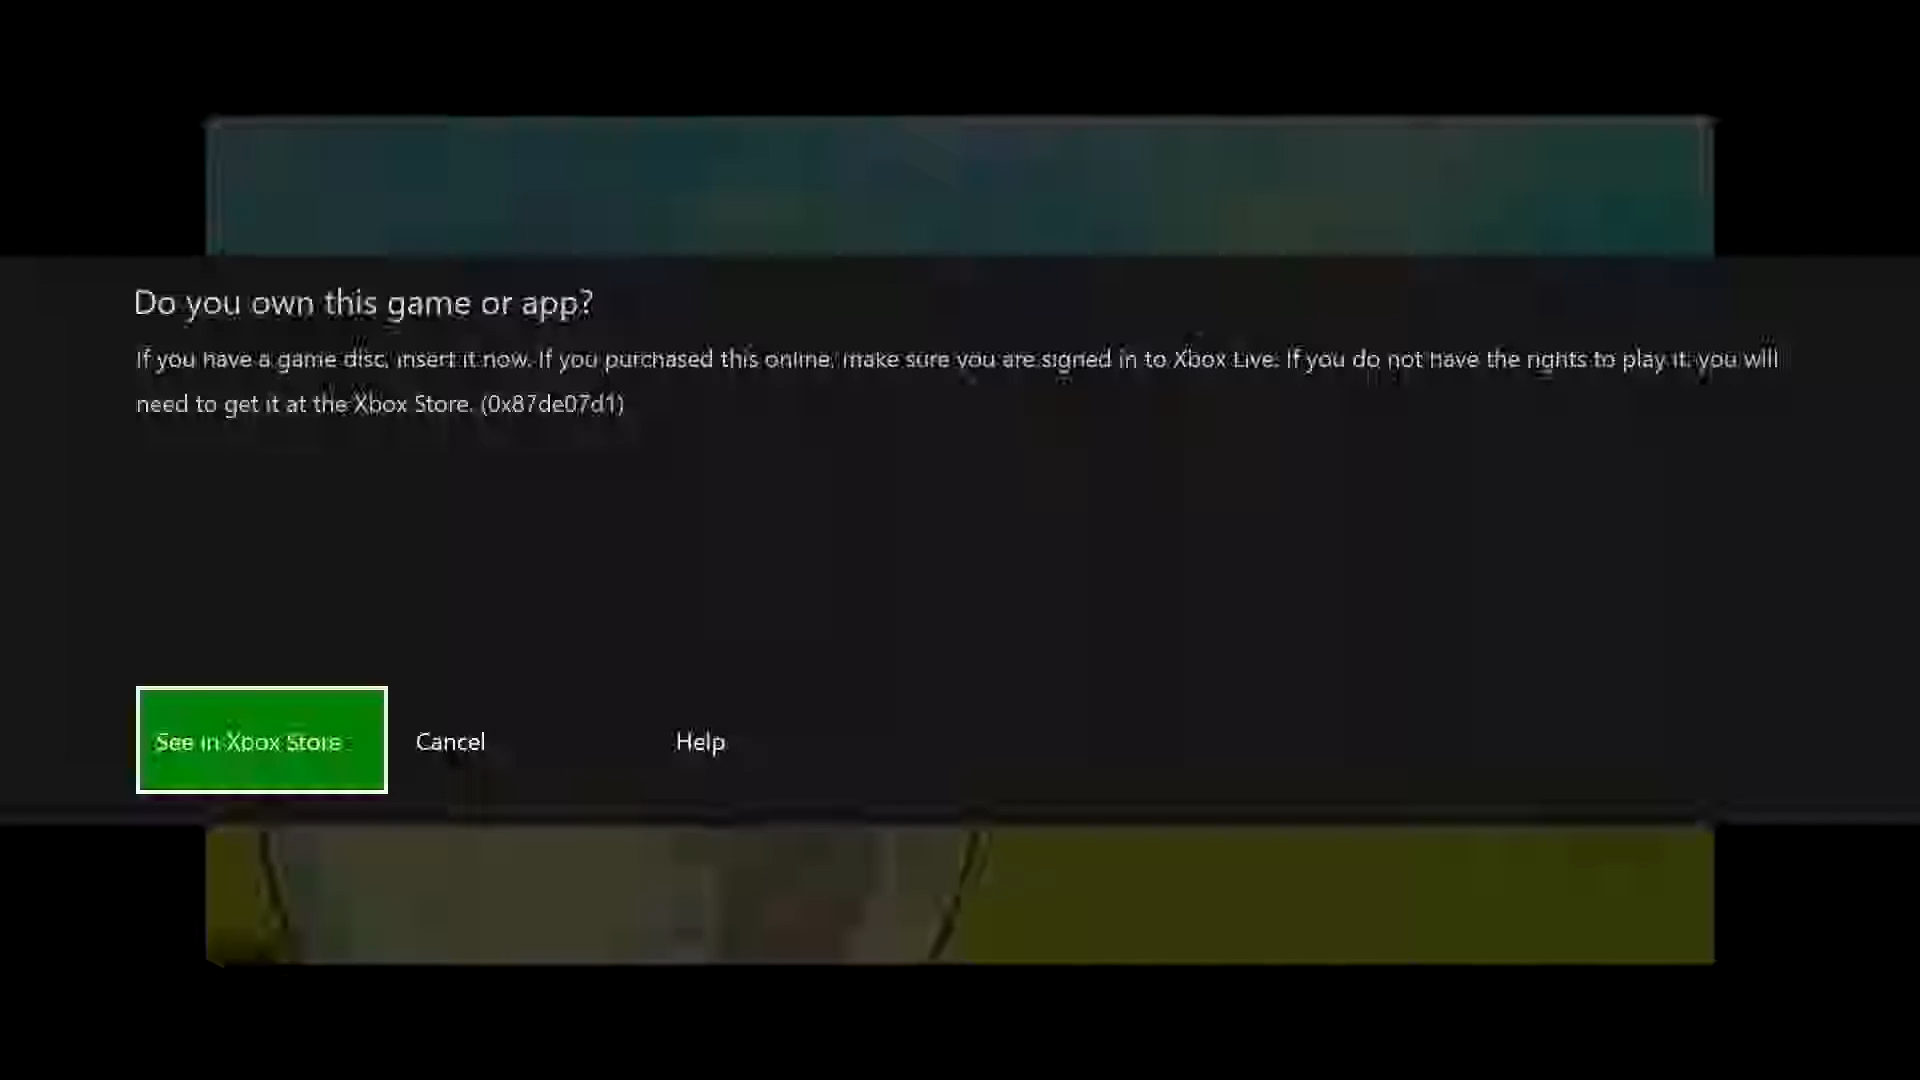 Do you own this game or app?
If you have a game disc, insert it now. If you purchased this online, make sure you are signed in to Xbox Live. If you do not have the rights to play it, you will
need to get it at the Xbox Store. (0x87de07d1)
See in Xbox Store
Cancel
Help